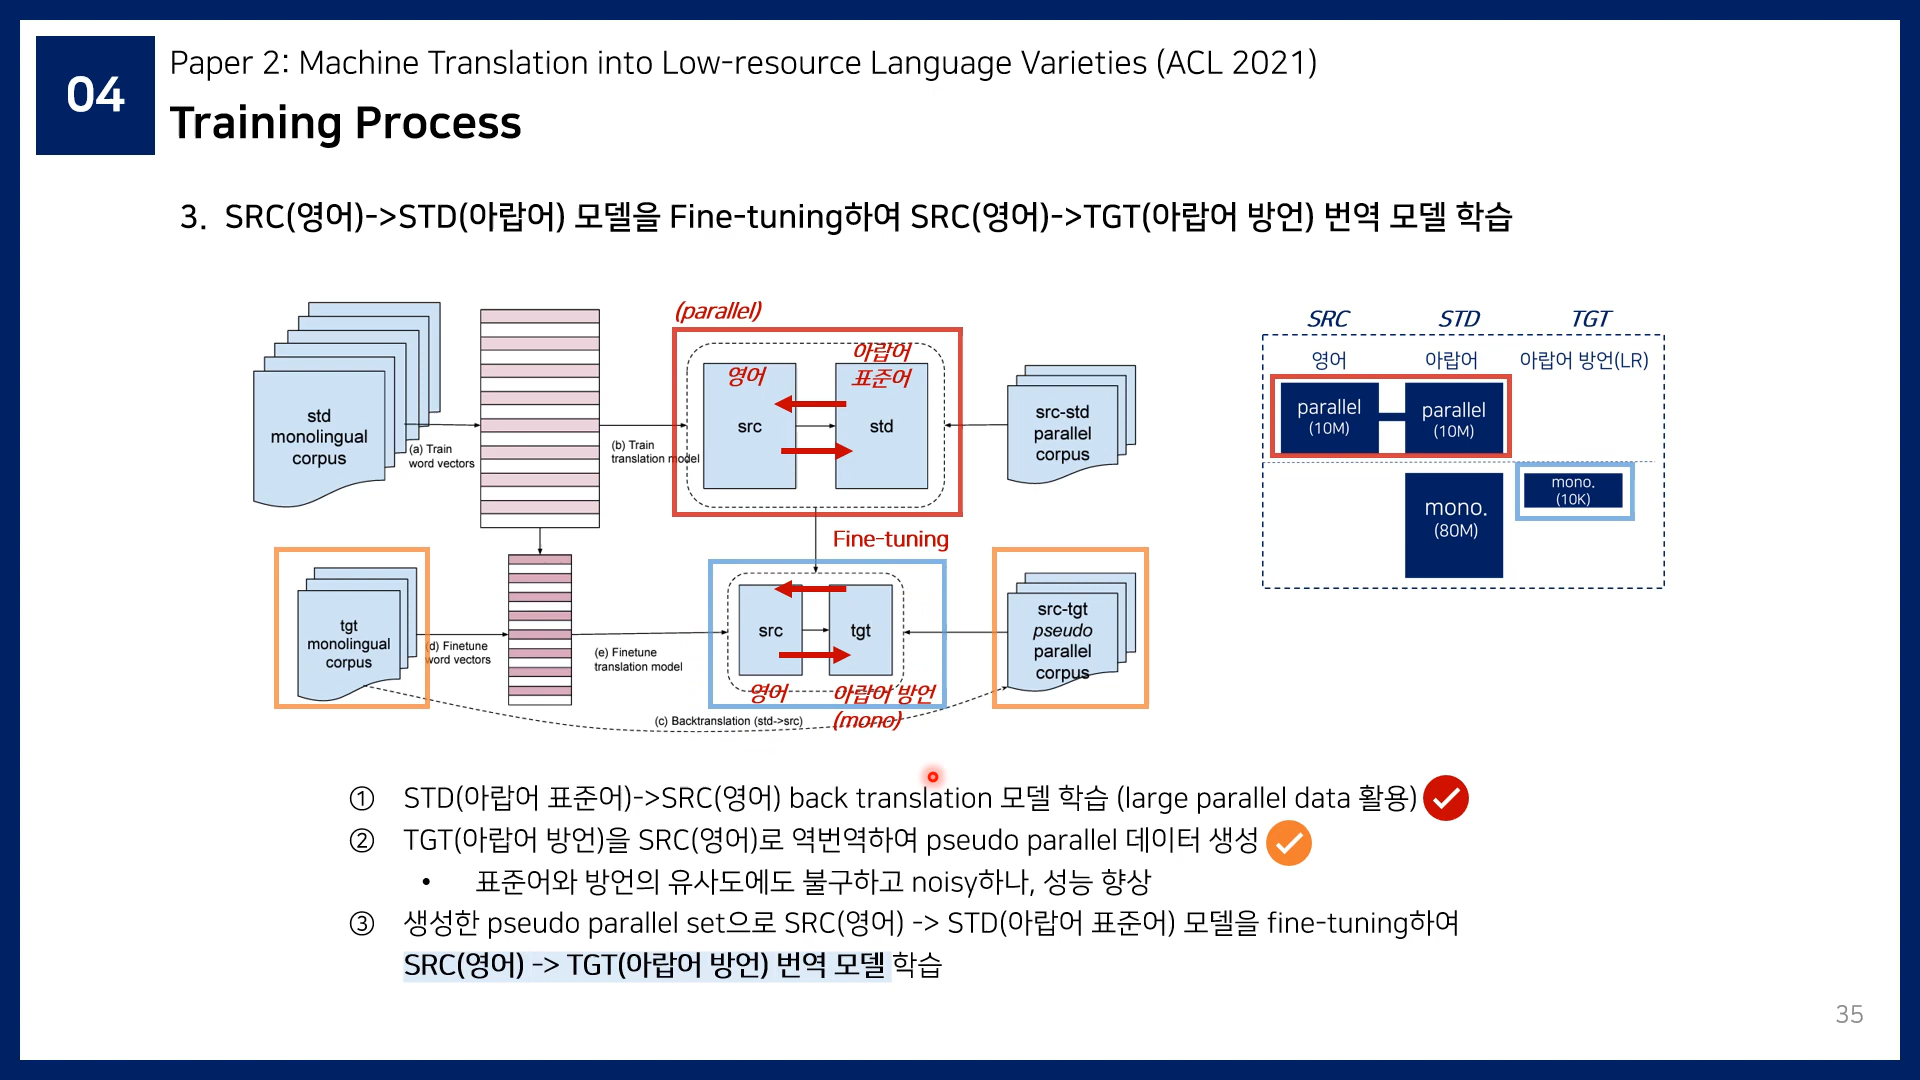 04
Paper 2: Machine Translation into Low-resource Language Varieties (ACL 2021)
Training Process
3. SRC(영어)->STD(아랍어) 모델을 Fine-tuning하여 SRC(영어)->TGT(아랍어 방언) 번역 모델 학습
std
monolingual
corpus
(a) Train
word vectors
(b) Train
translation model
(parallel)
영어
src
아랍어
표준어
std
src-std
parallel
corpus
Fine-tuning
tgt
monolingual
corpus
(d) Finetune
word vectors
(e) Finetune
translation model
src
tgt
영어
아랍어 방언
(mono)
src-tgt
pseudo
parallel
corpus
(c) Backtranslation (std->src)
SRC
STD
TGT
영어
아랍어
아랍어 방언(LR)
parallel
(10M)
parallel
(10M)
mono.
(80M)
mono.
(10K)
① STD(아랍어 표준어)->SRC(영어) back translation 모델 학습 (large parallel data 활용)
② TGT(아랍어 방언)을 SRC(영어)로 역번역하여 pseudo parallel 데이터 생성
• 표준어와 방언의 유사도에도 불구하고 noisy하나, 성능 향상
③ 생성한 pseudo parallel set으로 SRC(영어) -> STD(아랍어 표준어) 모델을 fine-tuning하여
SRC(영어) -> TGT(아랍어 방언) 번역 모델 학습
35